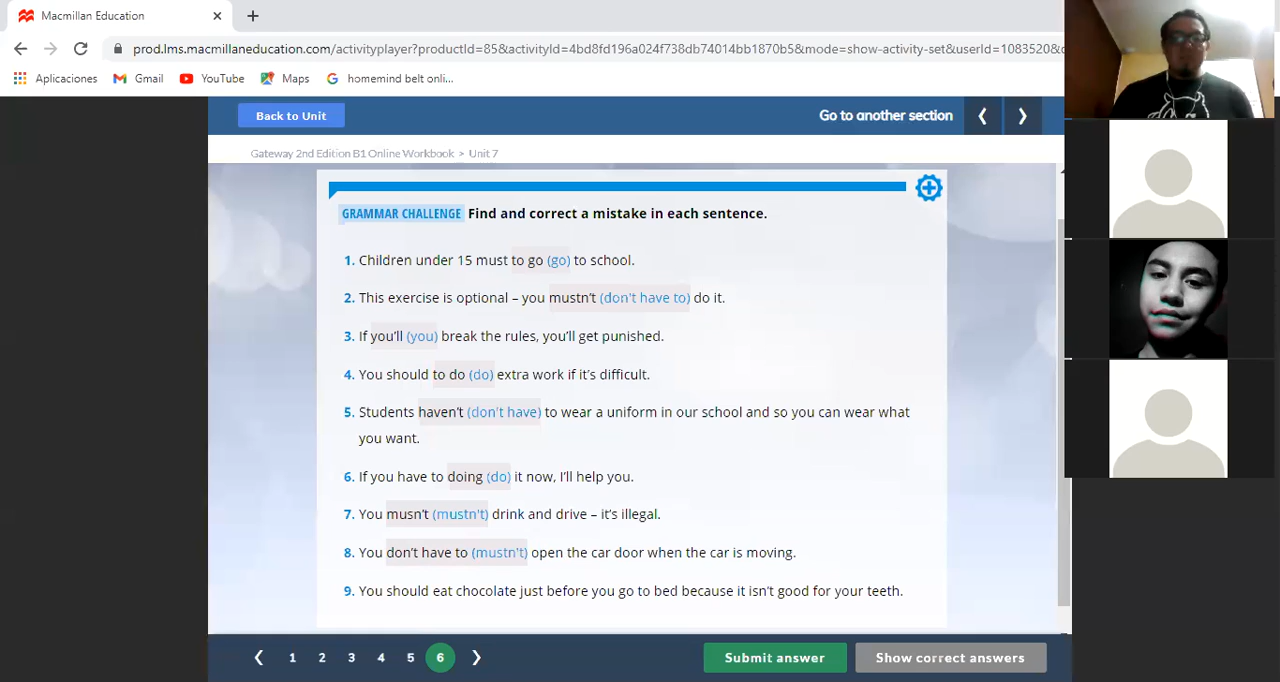 Macmillan Education
prod.lms.macmillaneducation.com/activityplayer?productId=85&activityId=4bd8fd196a024f738db74014bb1870b5&mode=show-activity-set&userId=1083520&c
Aplicaciones Gmail YouTube Maps homemind belt onli...
Back to Unit Go to another section
Gateway 2nd Edition B1 Online Workbook > Unit 7
GRAMMAR CHALLENGE Find and correct a mistake in each sentence.
1. Children under 15 must to go (go) to school.
2. This exercise is optional – you mustn't (don't have to) do it.
3. If you'll (you) break the rules, you'll get punished.
4. You should to do (do) extra work if it's difficult.
5. Students haven't (don't have) to wear a uniform in our school and so you can wear what
you want.
6. If you have to doing (do) it now, I'll help you.
7. You musn't (mustn't) drink and drive – it's illegal.
8. You don't have to (mustn't) open the car door when the car is moving.
9. You should eat chocolate just before you go to bed because it isn't good for your teeth.
1 2 3 4 5 6 Submit answer Show correct answers